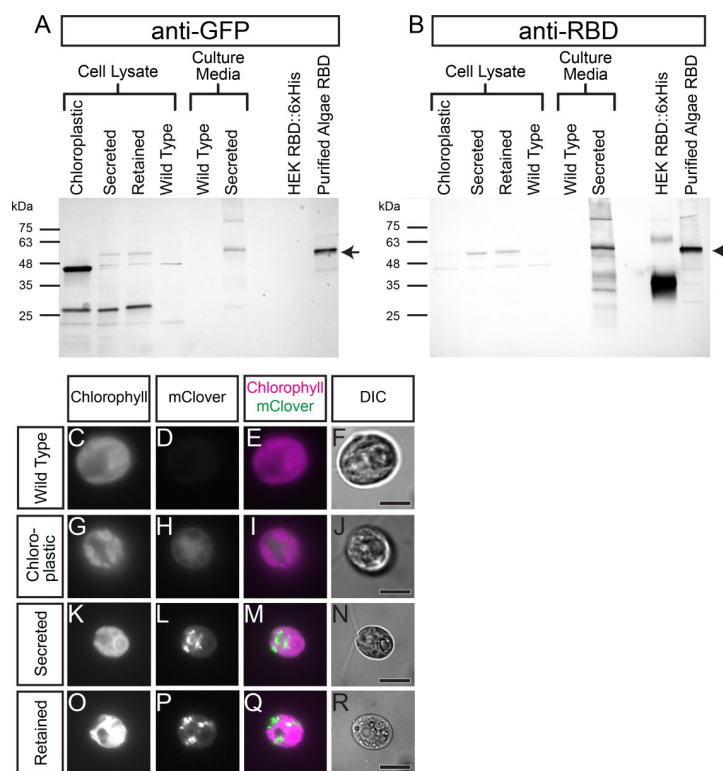 A
anti-GFP
Cell Lysate
Culture
Media
Chloroplastic
Secreted
Retained
Wild Type
Wild Type
Secreted
HEK RBD::6xHis
Purified Algae RBD
kDa
75
63
48
35
25
B
anti-RBD
Cell Lysate
Culture
Media
Chloroplastic
Secreted
Retained
Wild Type
Wild Type
Secreted
HEK RBD::6xHis
Purified Algae RBD
kDa
75
63
48
35
25
Chlorophyll
mClover
Chlorophyll
mClover
DIC
Wild Type
C
D
E
F
Chloro-
plastic
G
H
I
J
Secreted
K
L
M
N
Retained
O
P
Q
R